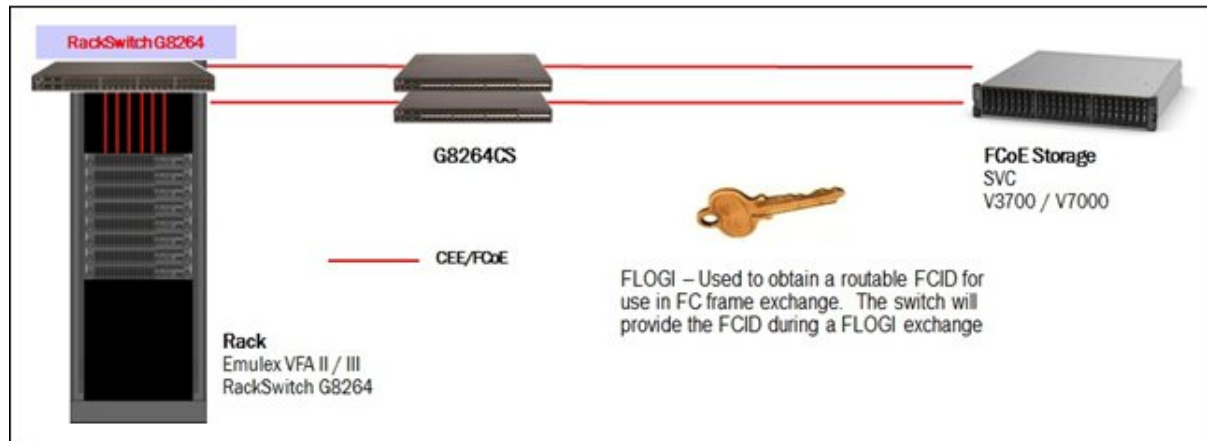 RackSwitch G8264
G8264CS
FCoE Storage
SVC
V3700 / V7000
CEE/FCoE
FLOGI – Used to obtain a routable FCID for
use in FC frame exchange.  The switch will
provide the FCID during a FLOGI exchange
Rack
Emulex VFA II / III
RackSwitch G8264